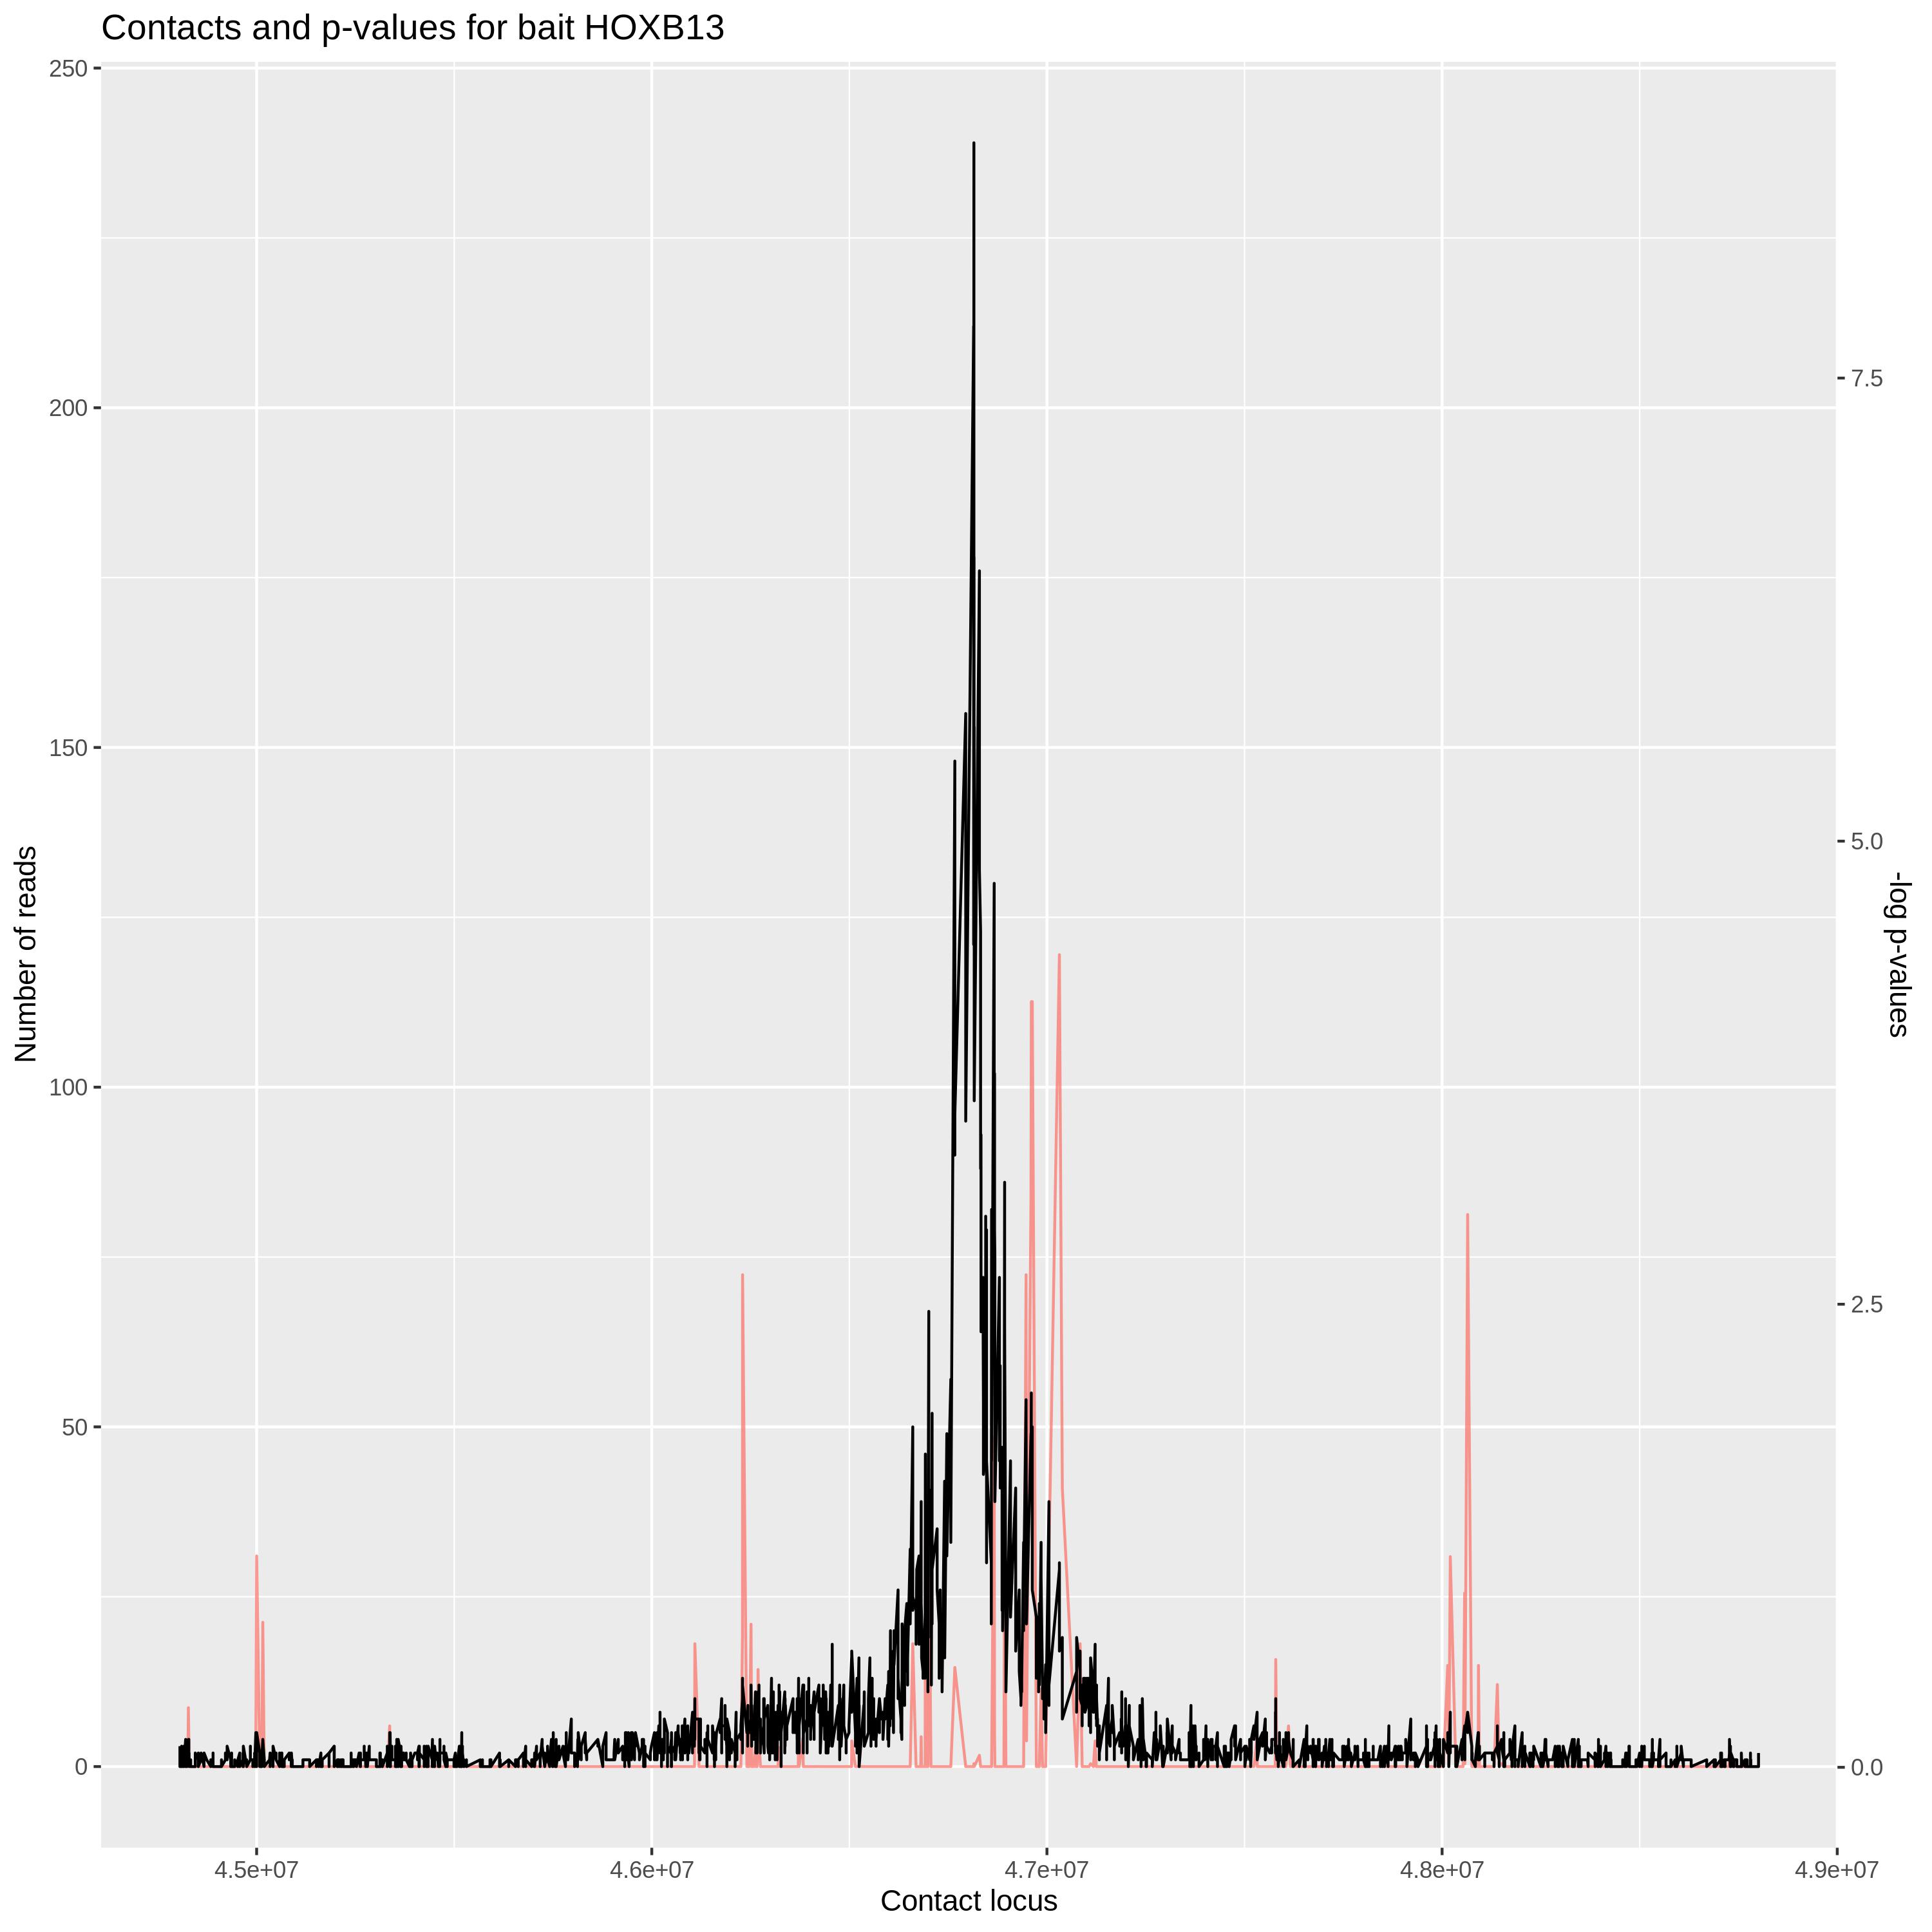 Contacts and p-values for bait HOXB13
250
200
150
100
50
0
Number of reads
7.5
5.0
2.5
0.0
-log p-values
4.5e+07
4.6e+07
4.7e+07
4.8e+07
4.9e+07
Contact locus